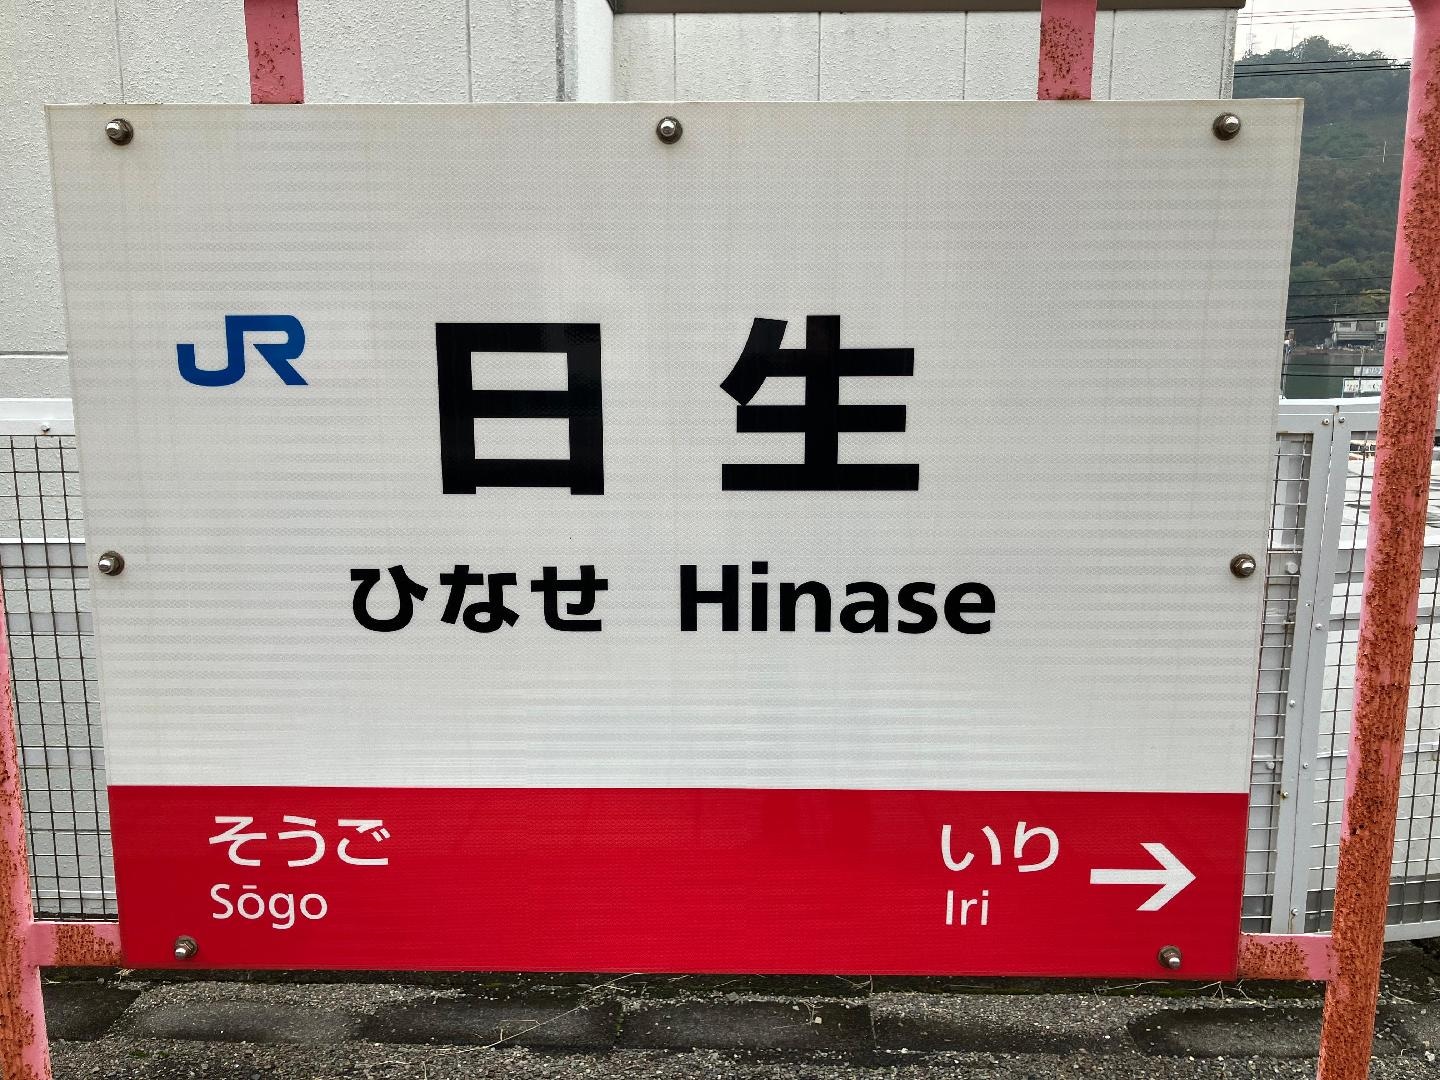 JR
日生
ひなせ Hinase
そうご いり →
Sōgo Iri